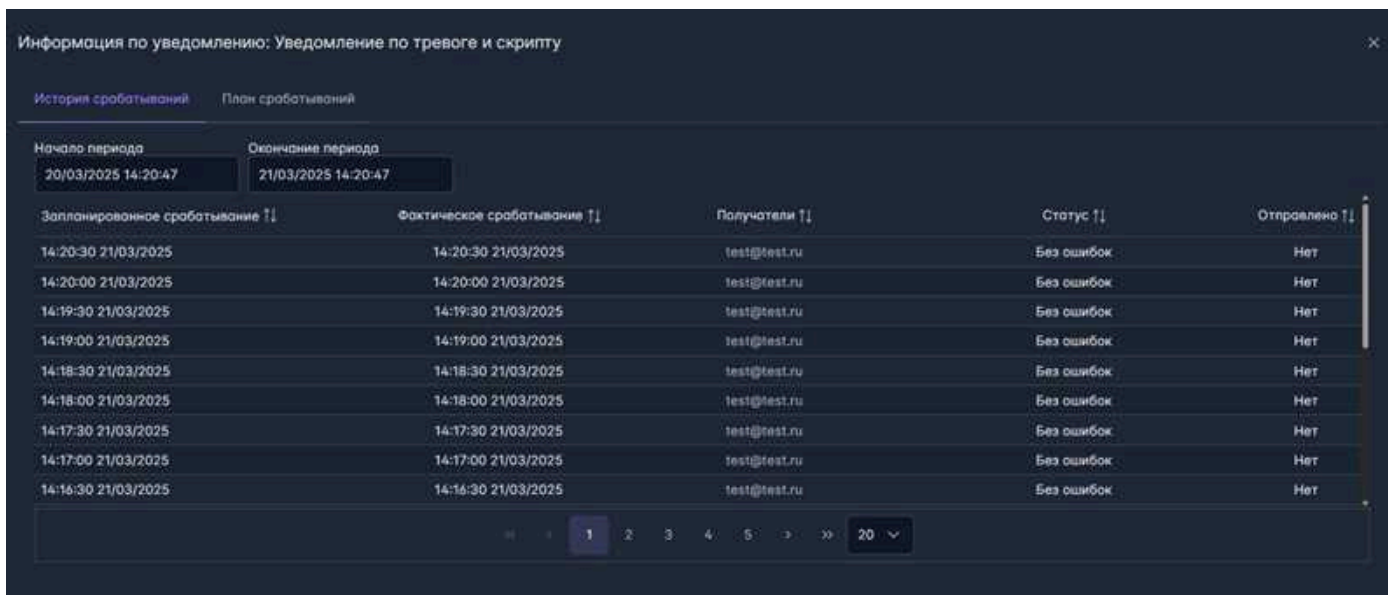 Информация по уведомлению: Уведомление по тревоге и скрипту ×
История срабатываний План срабатываний
Начало периода Окончание периода
20/03/2025 14:20:47 21/03/2025 14:20:47
Запланированное срабатывание ↑↓ Фактическое срабатывание ↑↓ Получатели ↑↓ Статус ↑↓ Отправлено ↑↓
14:20:30 21/03/2025 14:20:30 21/03/2025 test@test.ru Без ошибок Нет
14:20:00 21/03/2025 14:20:00 21/03/2025 test@test.ru Без ошибок Нет
14:19:30 21/03/2025 14:19:30 21/03/2025 test@test.ru Без ошибок Нет
14:19:00 21/03/2025 14:19:00 21/03/2025 test@test.ru Без ошибок Нет
14:18:30 21/03/2025 14:18:30 21/03/2025 test@test.ru Без ошибок Нет
14:18:00 21/03/2025 14:18:00 21/03/2025 test@test.ru Без ошибок Нет
14:17:30 21/03/2025 14:17:30 21/03/2025 test@test.ru Без ошибок Нет
14:17:00 21/03/2025 14:17:00 21/03/2025 test@test.ru Без ошибок Нет
14:16:30 21/03/2025 14:16:30 21/03/2025 test@test.ru Без ошибок Нет
« ‹ 1 2 3 4 5 › » 20